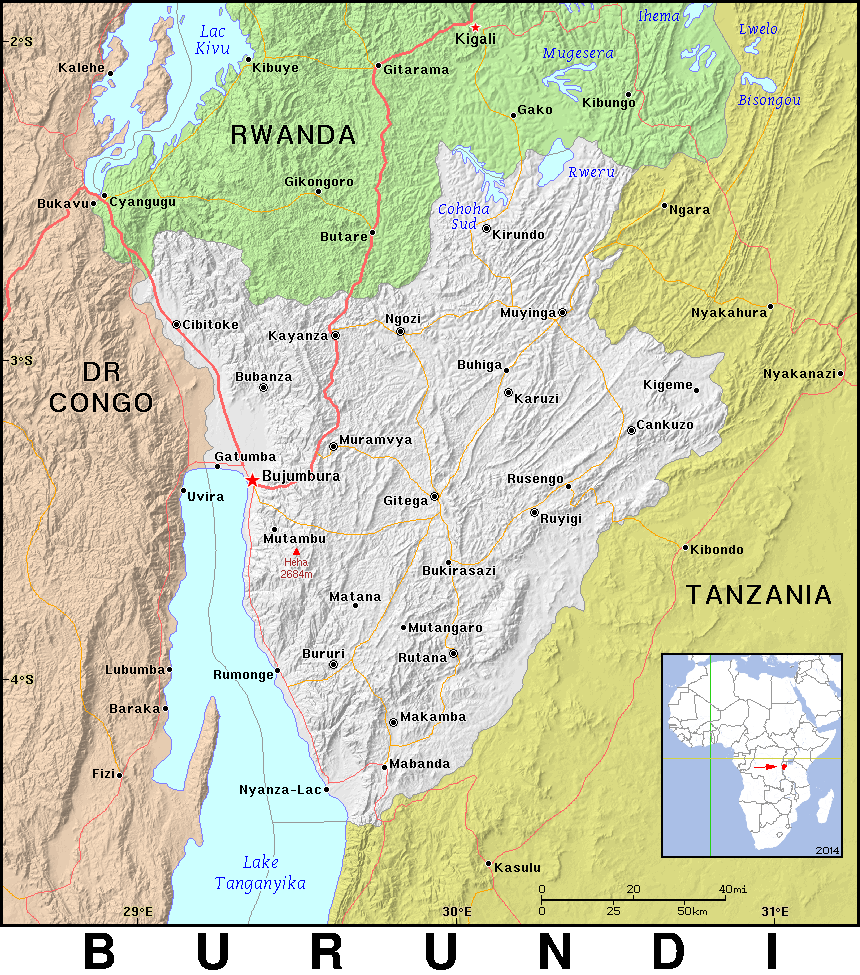 2°S
Lac
Kivu
Kalehe
Kibuye
Gitarama
Kigali
Ihema
Lwelo
Mugesera
Bisongou
Kibungo
Gako
RWANDA
Gikongoro
Rweru
Bukavu
Cyangugu
Cohoha
Sud
Ngara
Butare
Kirundo
Cibitoke
Kayanza
Ngozi
Muyinga
Nyakahura
3°S
DR
CONGO
Bubanza
Buhiga
Karuzi
Kigeme
Nyakanazi
Muramvya
Cankuzo
Gatumba
Bujumbura
Uvira
Gitega
Rusengo
Ruyigi
Mutambu
Heha
2684m
Bukirasazi
Kibondo
Matana
TANZANIA
Mutangaro
Bururi
Rutana
Lubumba
4°S
Rumonge
Baraka
Makamba
Fizi
Mabanda
Nyanza-Lac
Lake
Tanganyika
Kasulu
2014
0 20 40mi
0 25 50km
29°E 30°E 31°E
BURUNDI